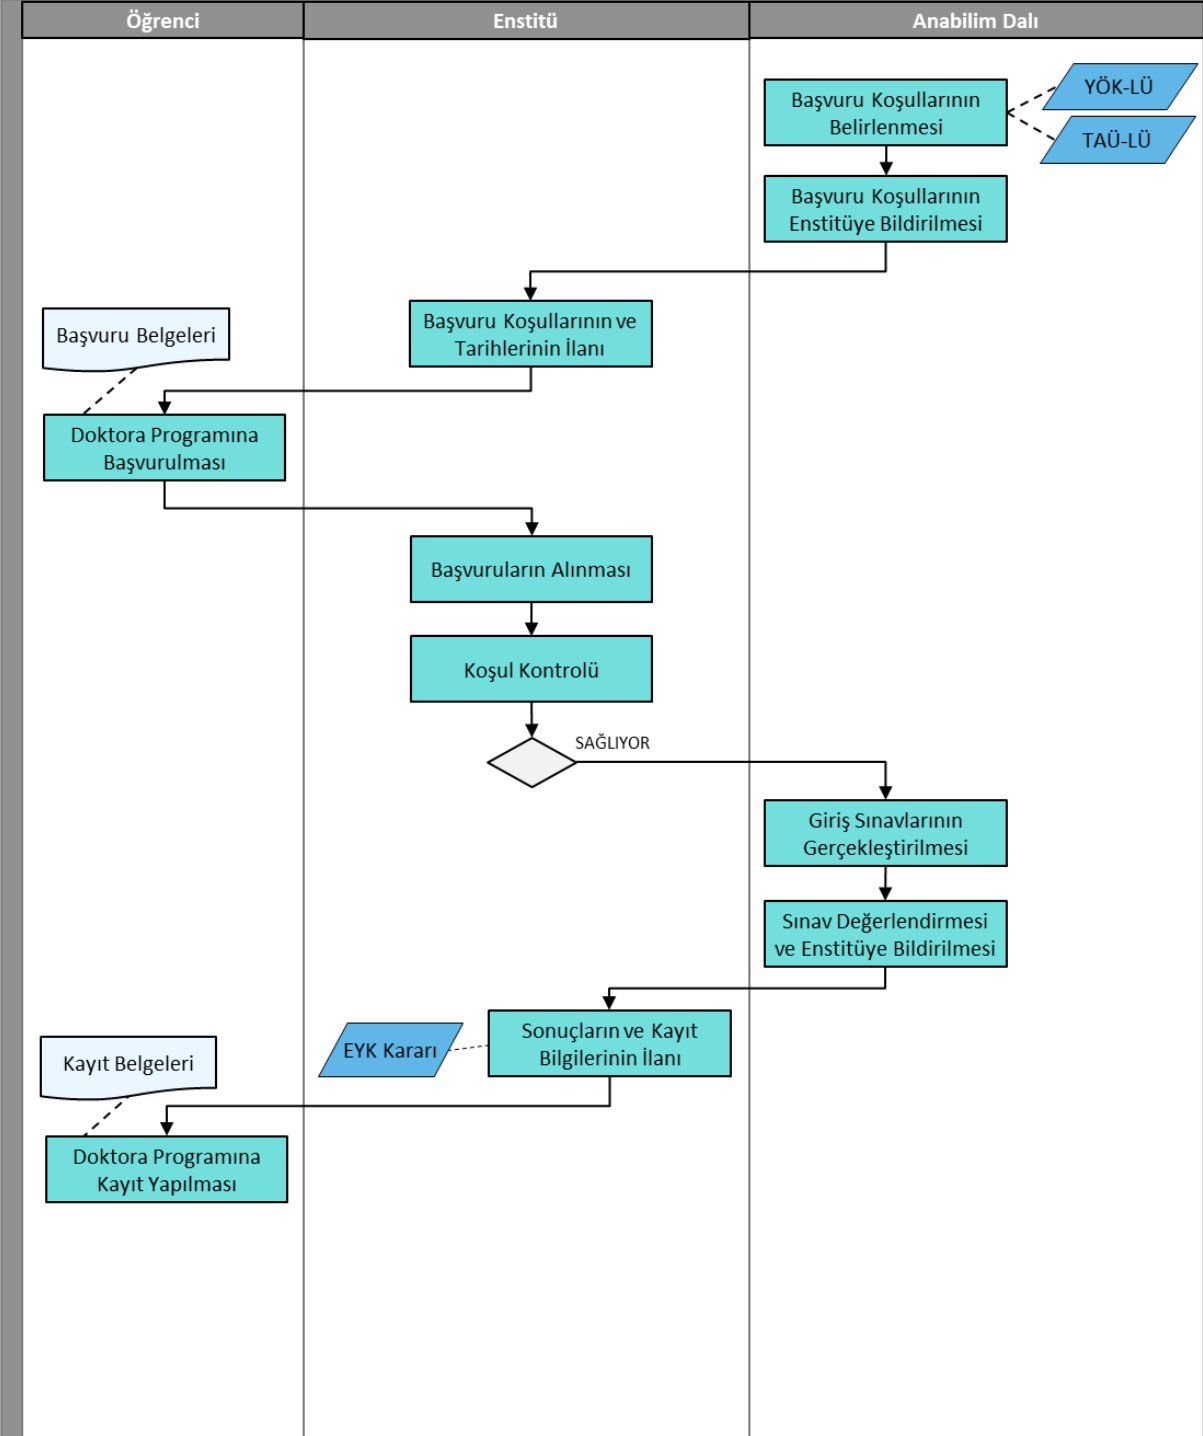 Öğrenci
Enstitü
Anabilim Dalı
Başvuru Koşullarının
Belirlenmesi
YÖK-LÜ
TAÜ-LÜ
Başvuru Koşullarının
Enstitüye Bildirilmesi
Başvuru Koşullarının ve
Tarihlerinin İlanı
Başvuru Belgeleri
Doktora Programına
Başvurulması
Başvuruların Alınması
Koşul Kontrolü
SAĞLIYOR
Giriş Sınavlarının
Gerçekleştirilmesi
Sınav Değerlendirmesi
ve Enstitüye Bildirilmesi
Sonuçların ve Kayıt
Bilgilerinin İlanı
EYK Kararı
Kayıt Belgeleri
Doktora Programına
Kayıt Yapılması